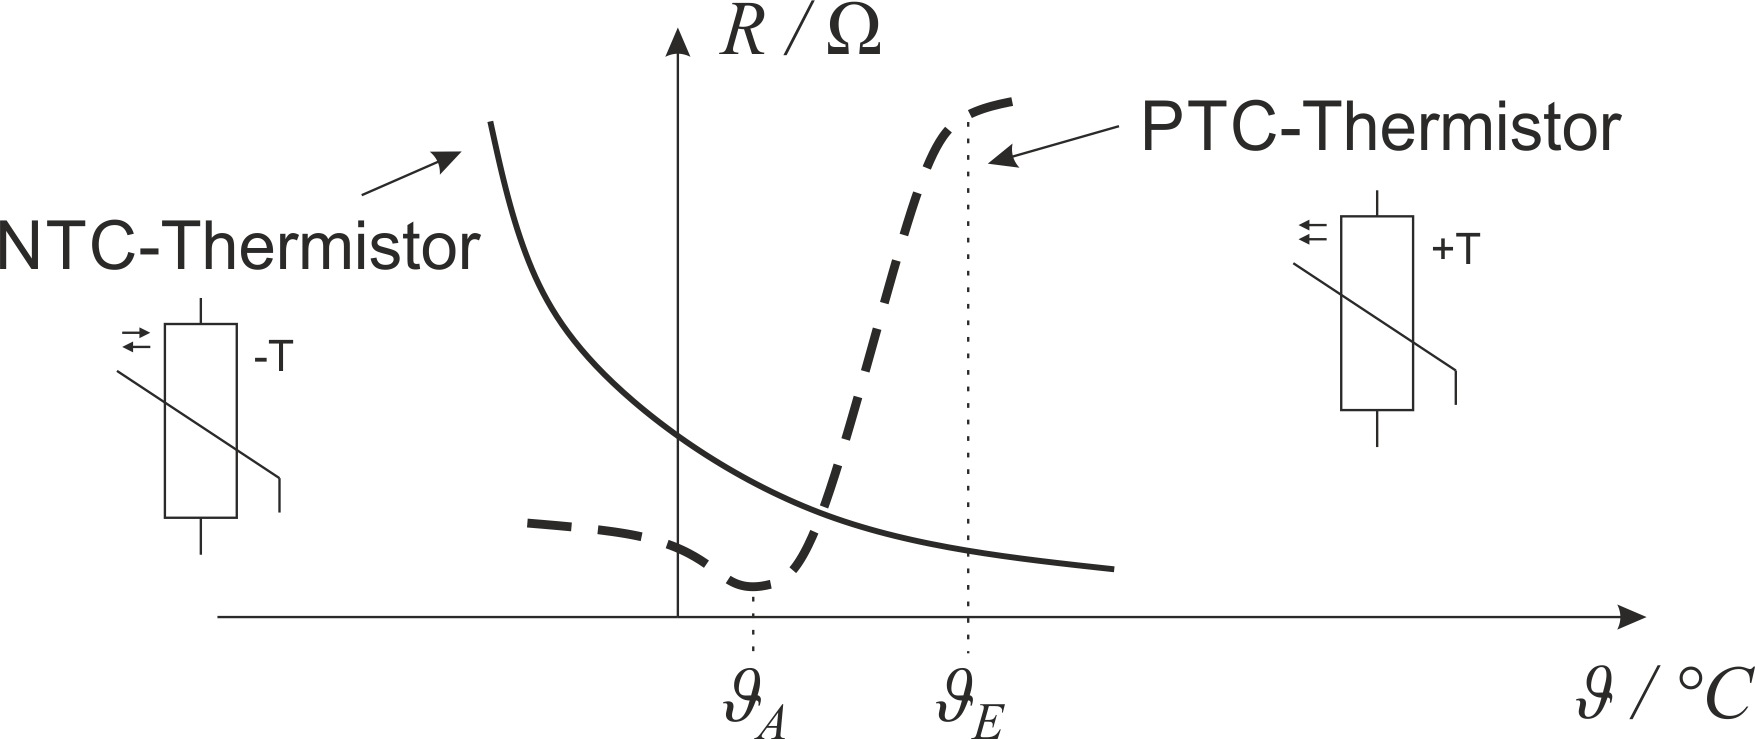 R / Ω
PTC-Thermistor
NTC-Thermistor
+T
-T
ϑA
ϑE
ϑ / °C